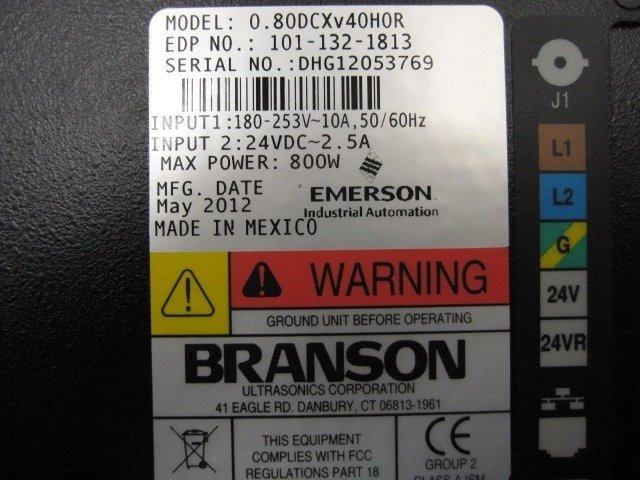 MODEL: 0.80DCXv40H0R
EDP NO.: 101-132-1813
SERIAL NO.:DHG12053769
INPUT1:180-253V~10A,50/60Hz
INPUT 2:24VDC⎓2.5A
MAX POWER: 800W
MFG. DATE
May 2012
MADE IN MEXICO
EMERSON
Industrial Automation
WARNING
GROUND UNIT BEFORE OPERATING
BRANSON
ULTRASONICS CORPORATION
41 EAGLE RD. DANBURY, CT 06813-1961
THIS EQUIPMENT
COMPLIES WITH FCC
REGULATIONS PART 18
CE
GROUP 2
CLASS A ISM
J1
L1
L2
G
24V
24VR